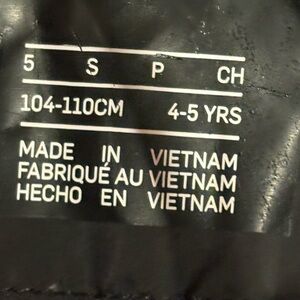 5 S P CH
104-110CM 4-5 YRS
MADE IN VIETNAM
FABRIQUÉ AU VIETNAM
HECHO EN VIETNAM